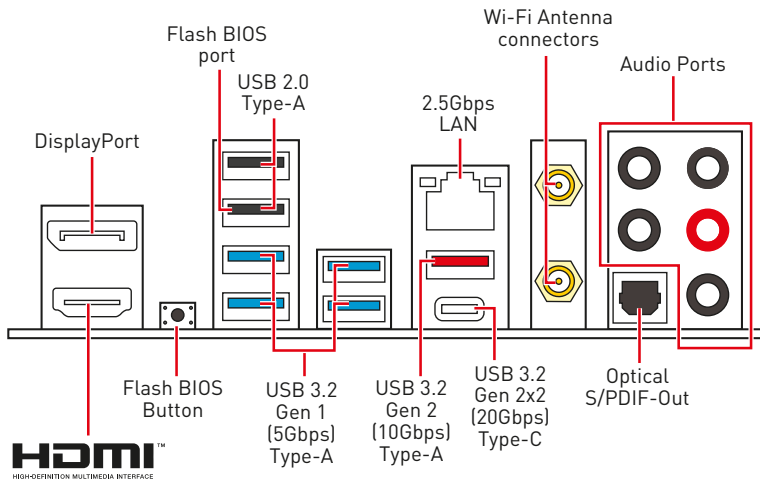 Flash BIOS
port
USB 2.0
Type-A
DisplayPort
2.5Gbps
LAN
Wi-Fi Antenna
connectors
Audio Ports
Flash BIOS
Button
USB 3.2
Gen 1
(5Gbps)
Type-A
USB 3.2
Gen 2
(10Gbps)
Type-A
USB 3.2
Gen 2x2
(20Gbps)
Type-C
Optical
S/PDIF-Out
HDMI™
HIGH-DEFINITION MULTIMEDIA INTERFACE